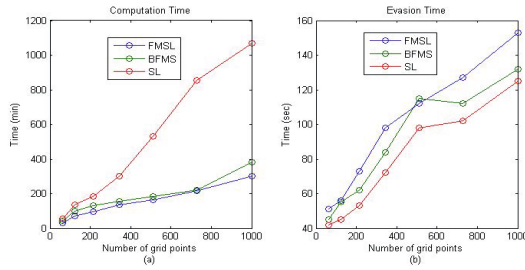 Computation Time
1200
1000
800
600
400
200
0
Time (min)
FMSL
BFMS
SL
0 200 400 600 800 1000
Number of grid points
(a)
Evasion Time
160
140
120
100
80
60
40
Time (sec)
FMSL
BFMS
SL
0 200 400 600 800 1000
Number of grid points
(b)